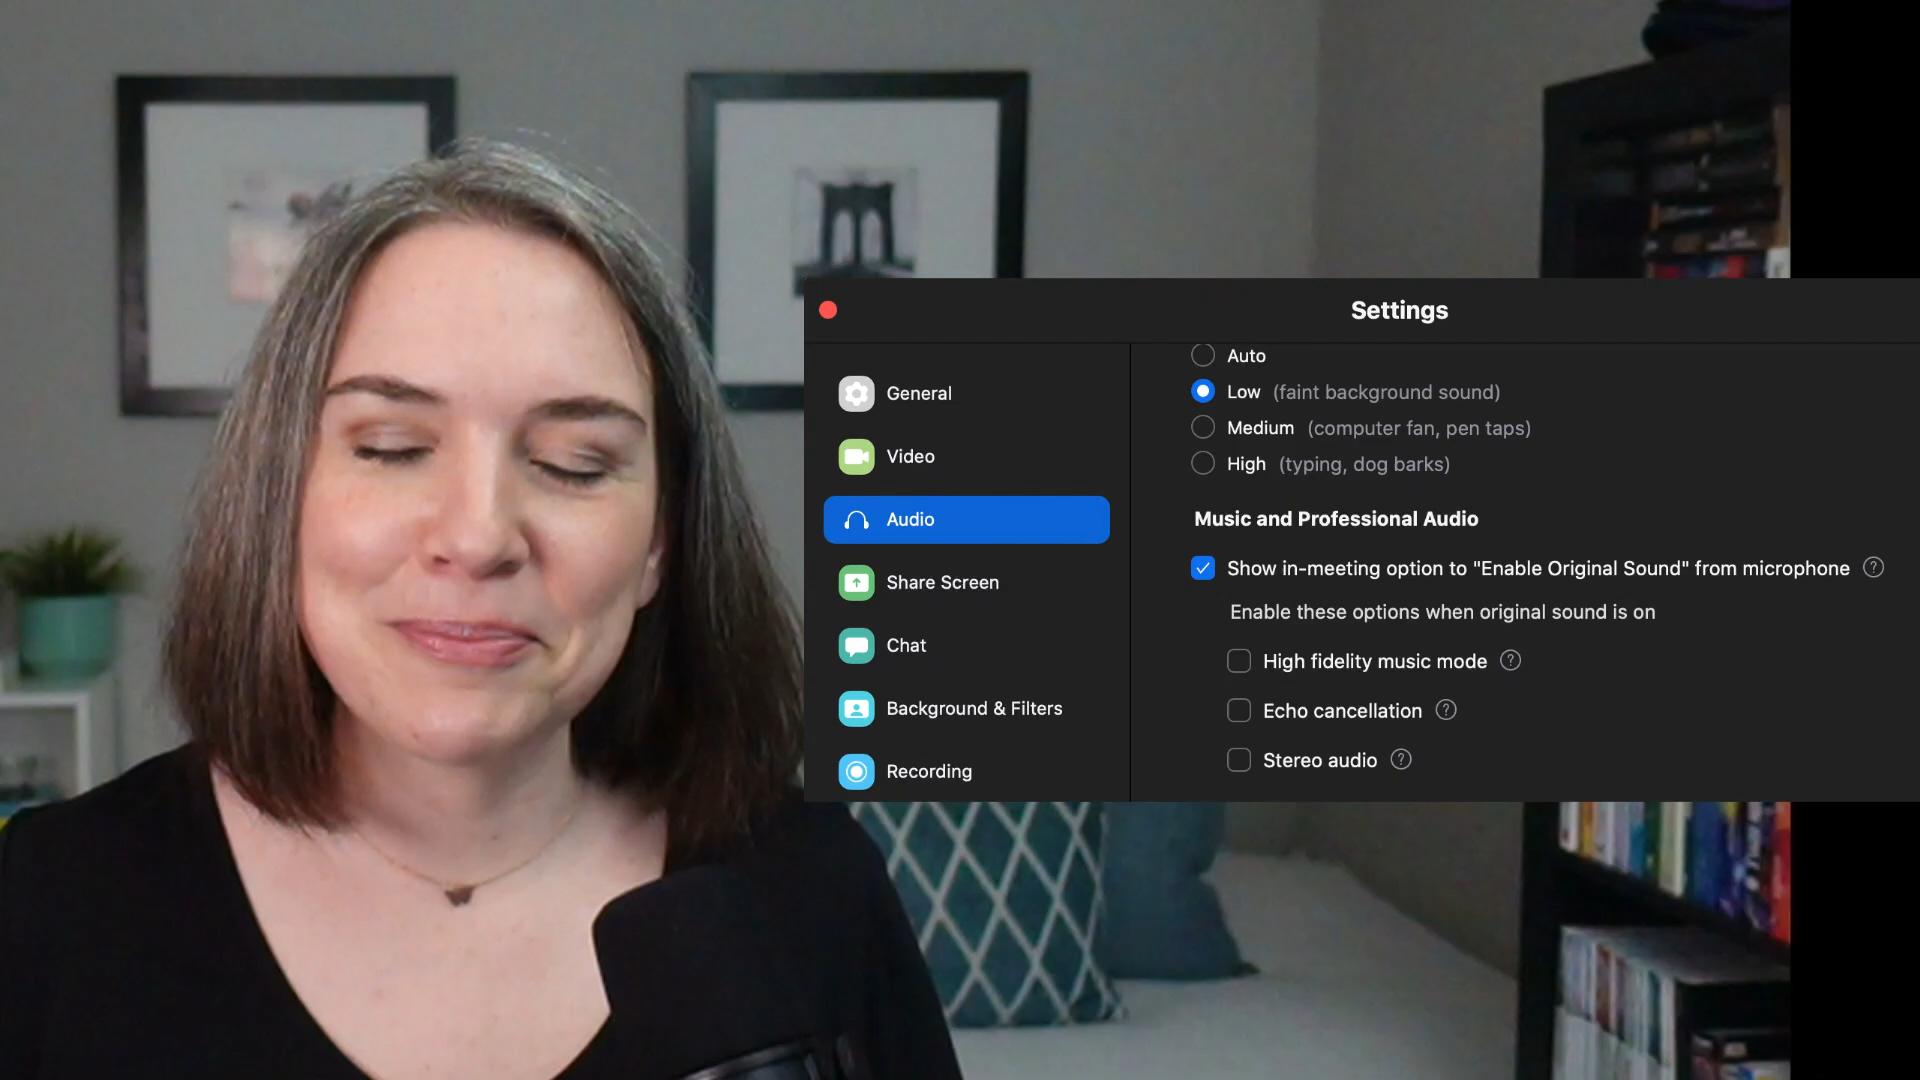 Settings
General
Video
Audio
Share Screen
Chat
Background & Filters
Recording
Auto
Low (faint background sound)
Medium (computer fan, pen taps)
High (typing, dog barks)
Music and Professional Audio
Show in-meeting option to "Enable Original Sound" from microphone ?
Enable these options when original sound is on
High fidelity music mode ?
Echo cancellation ?
Stereo audio ?